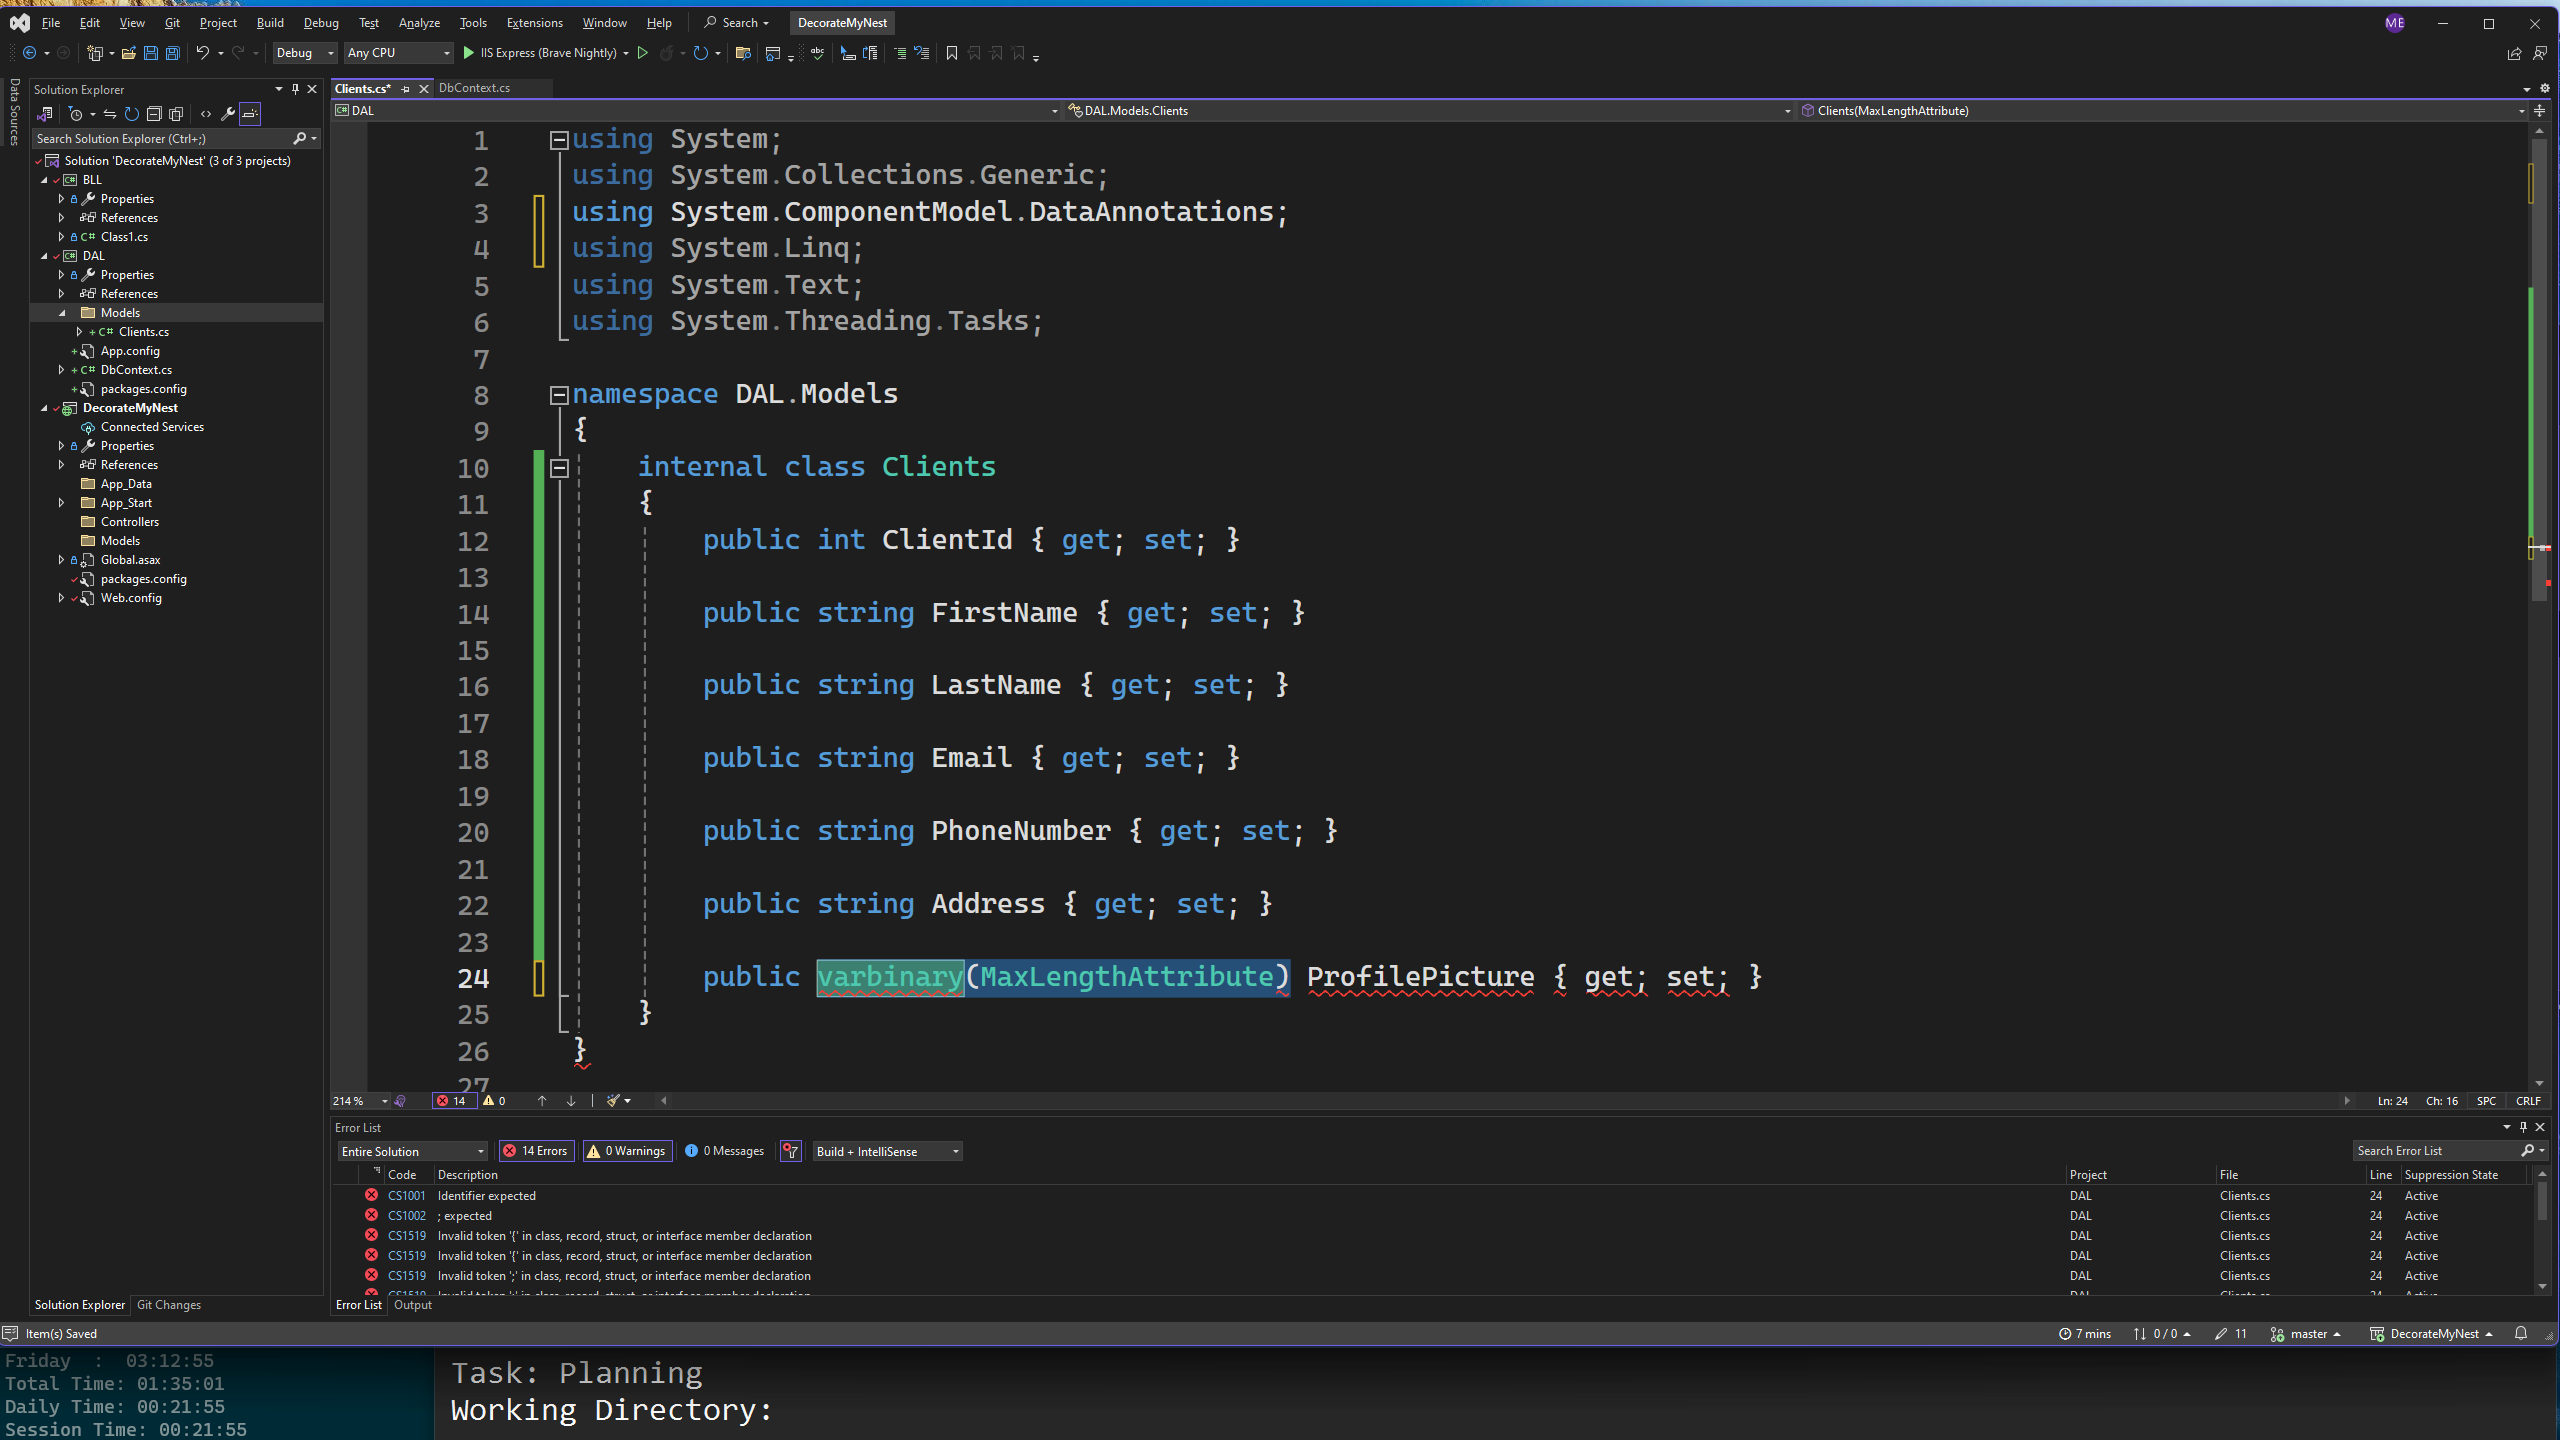 File Edit View Git Project Build Debug Test Analyze Tools Extensions Window Help Search DecorateMyNest ME
Debug Any CPU IIS Express (Brave Nightly)
Data Sources
Solution Explorer
Search Solution Explorer (Ctrl+;)
Solution 'DecorateMyNest' (3 of 3 projects)
BLL
Properties
References
C# Class1.cs
DAL
Properties
References
Models
C# Clients.cs
App.config
C# DbContext.cs
packages.config
DecorateMyNest
Connected Services
Properties
References
App_Data
App_Start
Controllers
Models
Global.asax
packages.config
Web.config
Solution Explorer Git Changes
Clients.cs* DbContext.cs
DAL DAL.Models.Clients Clients(MaxLengthAttribute)
1 using System;
2 using System.Collections.Generic;
3 using System.ComponentModel.DataAnnotations;
4 using System.Linq;
5 using System.Text;
6 using System.Threading.Tasks;
7
8 namespace DAL.Models
9 {
10 internal class Clients
11 {
12 public int ClientId { get; set; }
13
14 public string FirstName { get; set; }
15
16 public string LastName { get; set; }
17
18 public string Email { get; set; }
19
20 public string PhoneNumber { get; set; }
21
22 public string Address { get; set; }
23
24 public varbinary(MaxLengthAttribute) ProfilePicture { get; set; }
25 }
26 }
27
214 % 14 0 Ln: 24 Ch: 16 SPC CRLF
Error List
Entire Solution 14 Errors 0 Warnings 0 Messages Build + IntelliSense Search Error List
Code Description Project File Line Suppression State
CS1001 Identifier expected DAL Clients.cs 24 Active
CS1002 ; expected DAL Clients.cs 24 Active
CS1519 Invalid token '{' in class, record, struct, or interface member declaration DAL Clients.cs 24 Active
CS1519 Invalid token '{' in class, record, struct, or interface member declaration DAL Clients.cs 24 Active
CS1519 Invalid token ';' in class, record, struct, or interface member declaration DAL Clients.cs 24 Active
Error List Output
Item(s) Saved 7 mins 0 / 0 11 master DecorateMyNest
Friday : 03:12:55
Total Time: 01:35:01
Daily Time: 00:21:55
Session Time: 00:21:55
Task: Planning
Working Directory: